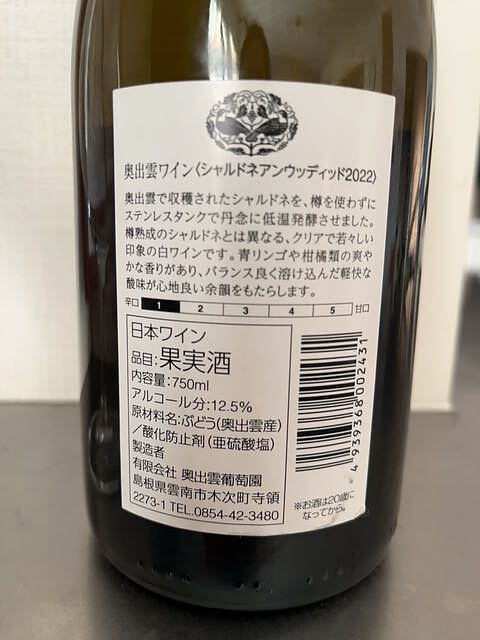 奥出雲ワイン〈シャルドネアンウッディッド2022〉
奥出雲で収穫されたシャルドネを、樽を使わずに
ステンレスタンクで丹念に低温発酵させました。
樽熟成のシャルドネとは異なる、クリアで若々しい
印象の白ワインです。青リンゴや柑橘類の爽や
かな香りがあり、バランス良く溶け込んだ軽快な
酸味が心地良い余韻をもたらします。
辛口 1 2 3 4 5 甘口
日本ワイン
品目:果実酒
内容量:750ml
アルコール分:12.5%
原材料名:ぶどう(奥出雲産)
/酸化防止剤(亜硫酸塩)
製造者
有限会社 奥出雲葡萄園
島根県雲南市木次町寺領
2273-1 TEL.0854-42-3480
4939368002431
※お酒は20歳に
なってから。